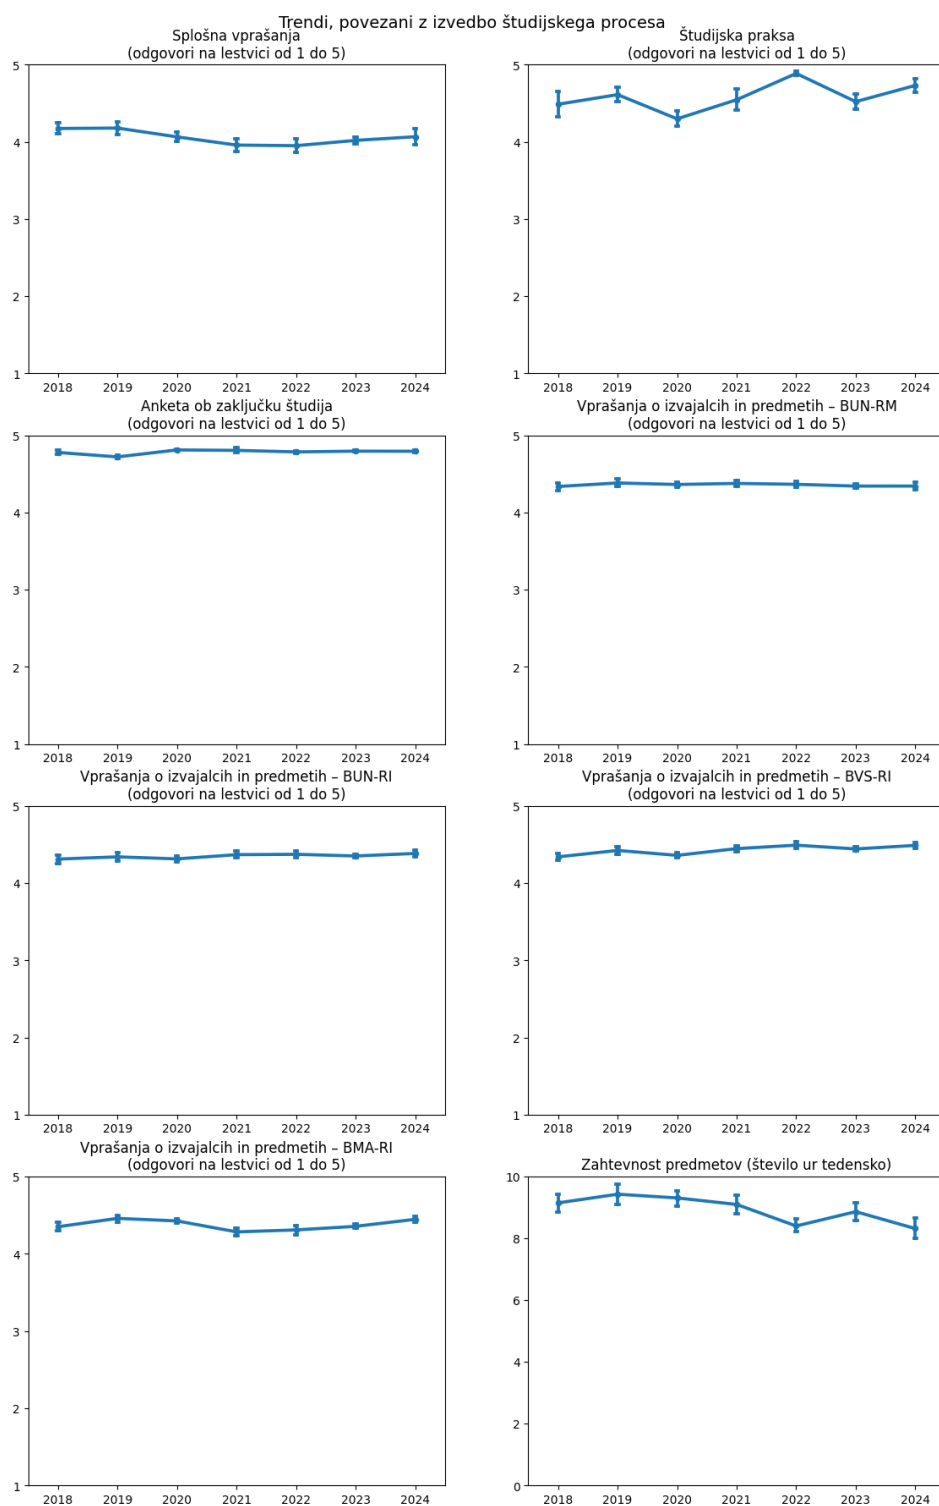 Trendi, povezani z izvedbo študijskega procesa
Splošna vprašanja
(odgovori na lestvici od 1 do 5)
5
4
3
2
1
2018 2019 2020 2021 2022 2023 2024
Študijska praksa
(odgovori na lestvici od 1 do 5)
5
4
3
2
1
2018 2019 2020 2021 2022 2023 2024
Anketa ob zaključku študija
(odgovori na lestvici od 1 do 5)
5
4
3
2
1
2018 2019 2020 2021 2022 2023 2024
Vprašanja o izvajalcih in predmetih – BUN-RM
(odgovori na lestvici od 1 do 5)
5
4
3
2
1
2018 2019 2020 2021 2022 2023 2024
Vprašanja o izvajalcih in predmetih – BUN-RI
(odgovori na lestvici od 1 do 5)
5
4
3
2
1
2018 2019 2020 2021 2022 2023 2024
Vprašanja o izvajalcih in predmetih – BVS-RI
(odgovori na lestvici od 1 do 5)
5
4
3
2
1
2018 2019 2020 2021 2022 2023 2024
Vprašanja o izvajalcih in predmetih – BMA-RI
(odgovori na lestvici od 1 do 5)
5
4
3
2
1
2018 2019 2020 2021 2022 2023 2024
Zahtevnost predmetov (število ur tedensko)
10
8
6
4
2
0
2018 2019 2020 2021 2022 2023 2024